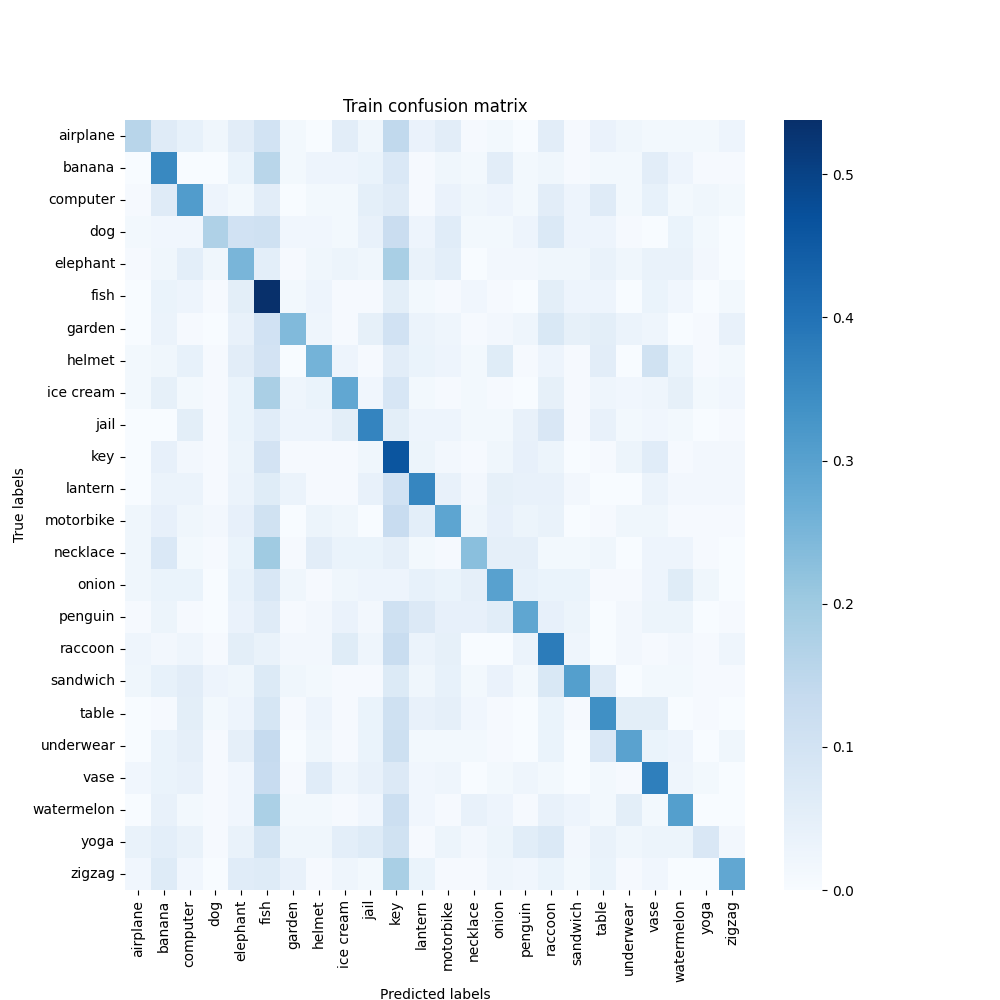 Train confusion matrix
True labels
airplane
banana
computer
dog
elephant
fish
garden
helmet
ice cream
jail
key
lantern
motorbike
necklace
onion
penguin
raccoon
sandwich
table
underwear
vase
watermelon
yoga
zigzag
airplane
banana
computer
dog
elephant
fish
garden
helmet
ice cream
jail
key
lantern
motorbike
necklace
onion
penguin
raccoon
sandwich
table
underwear
vase
watermelon
yoga
zigzag
Predicted labels
0.5
0.4
0.3
0.2
0.1
0.0